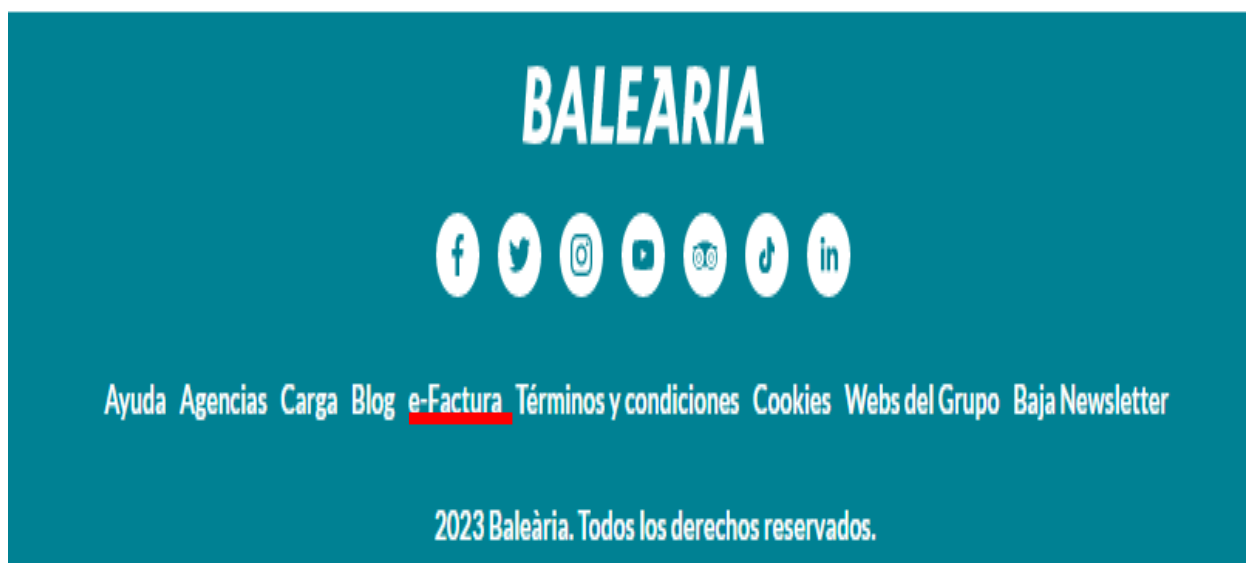 BALEÀRIA
Ayuda Agencias Carga Blog e-Factura Términos y condiciones Cookies Webs del Grupo Baja Newsletter
2023 Baleària. Todos los derechos reservados.